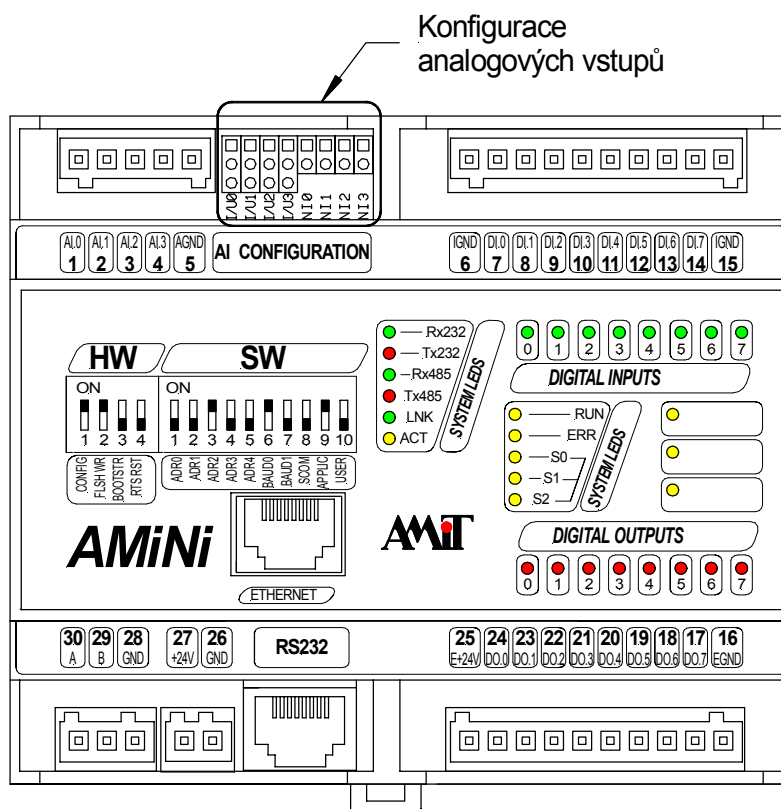 Konfigurace
analogových vstupů
I/U0 I/U1 I/U2 I/U3 NI0 NI1 NI2 NI3
AI.0 AI.1 AI.2 AI.3 AGND
1 2 3 4 5
AI CONFIGURATION
IGND DI.0 DI.1 DI.2 DI.3 DI.4 DI.5 DI.6 DI.7 IGND
6 7 8 9 10 11 12 13 14 15
HW
SW
ON
ON
1 2 3 4
1 2 3 4 5 6 7 8 9 10
CONFIG
FLSH WR
BOOTSTR
RTS RST
ADR0
ADR1
ADR2
ADR3
ADR4
BAUD0
BAUD1
SCOM
APPLIC
USER
Rx232
Tx232
Rx485
Tx485
LNK
ACT
SYSTEM LEDS
0 1 2 3 4 5 6 7
DIGITAL INPUTS
RUN
ERR
S0
S1
S2
SYSTEM LEDS
DIGITAL OUTPUTS
0 1 2 3 4 5 6 7
AMiNi
ETHERNET
AMiT
30 29 28 27 26
A B GND +24V GND
RS232
25 24 23 22 21 20 19 18 17 16
E+24V DO.0 DO.1 DO.2 DO.3 DO.4 DO.5 DO.6 DO.7 EGND